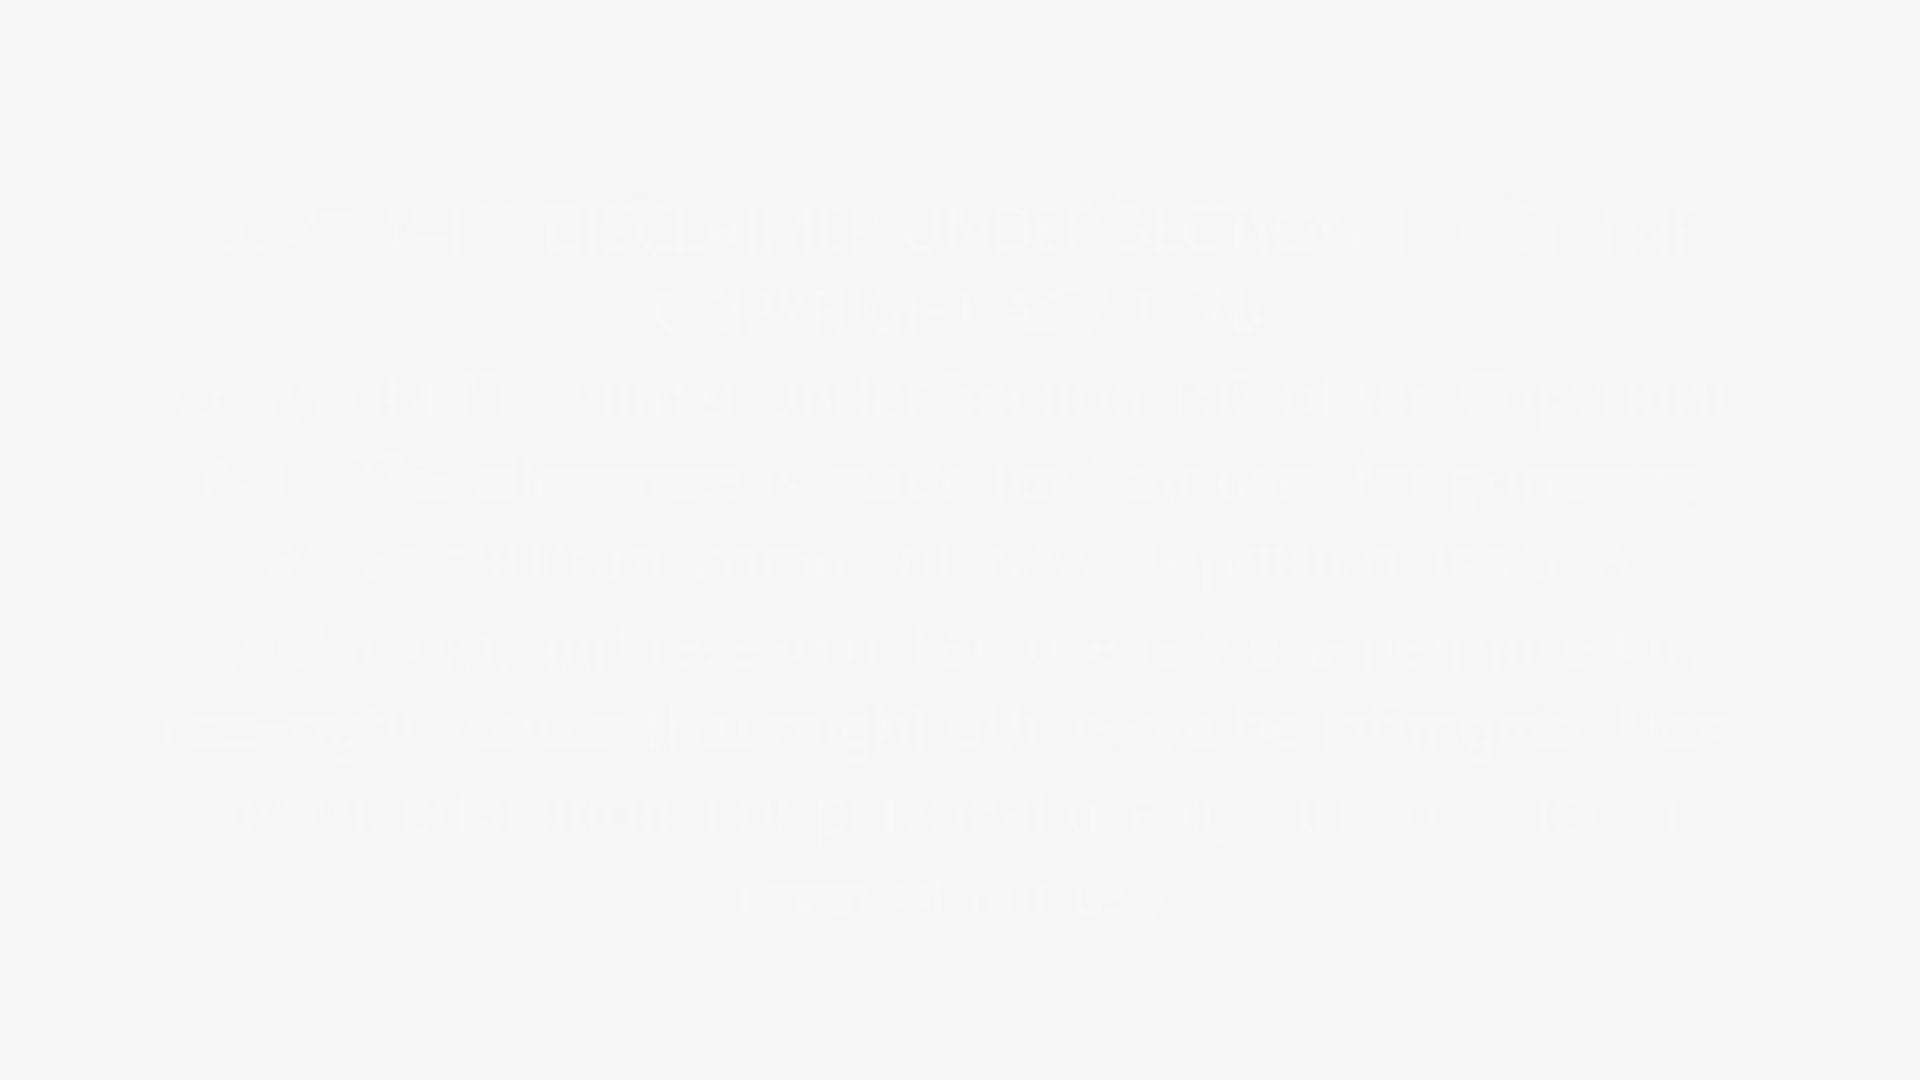 COPYRIGHT DISCLAIMER UNDER SECTION 107 OF THE
COPYRIGHT ACT 1976
Copyright Disclaimer Under Section 107 of the Copyright
Act 1976, allowance is made for "fair use" for purposes
such as comment, news reporting, teaching,
scholarship, and research. Fair use is a use permitted by
copyright statute that might otherwise be infringing. Non
profit, educational or personal use tips the balance in
favor of fair use